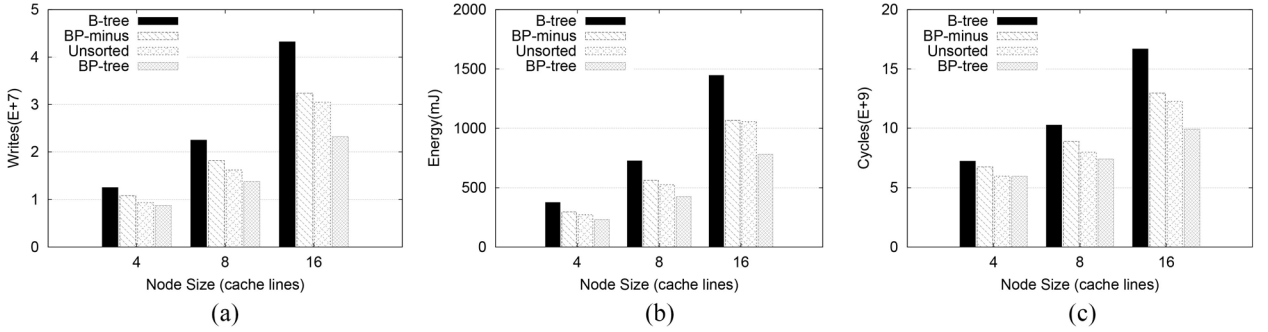 B-tree
BP-minus
Unsorted
BP-tree
5
4
3
2
1
0
Writes(E+7)
4 8 16
Node Size (cache lines)
(a)
B-tree
BP-minus
Unsorted
BP-tree
2000
1500
1000
500
0
Energy(mJ)
4 8 16
Node Size (cache lines)
(b)
B-tree
BP-minus
Unsorted
BP-tree
20
15
10
5
0
Cycles(E+9)
4 8 16
Node Size (cache lines)
(c)